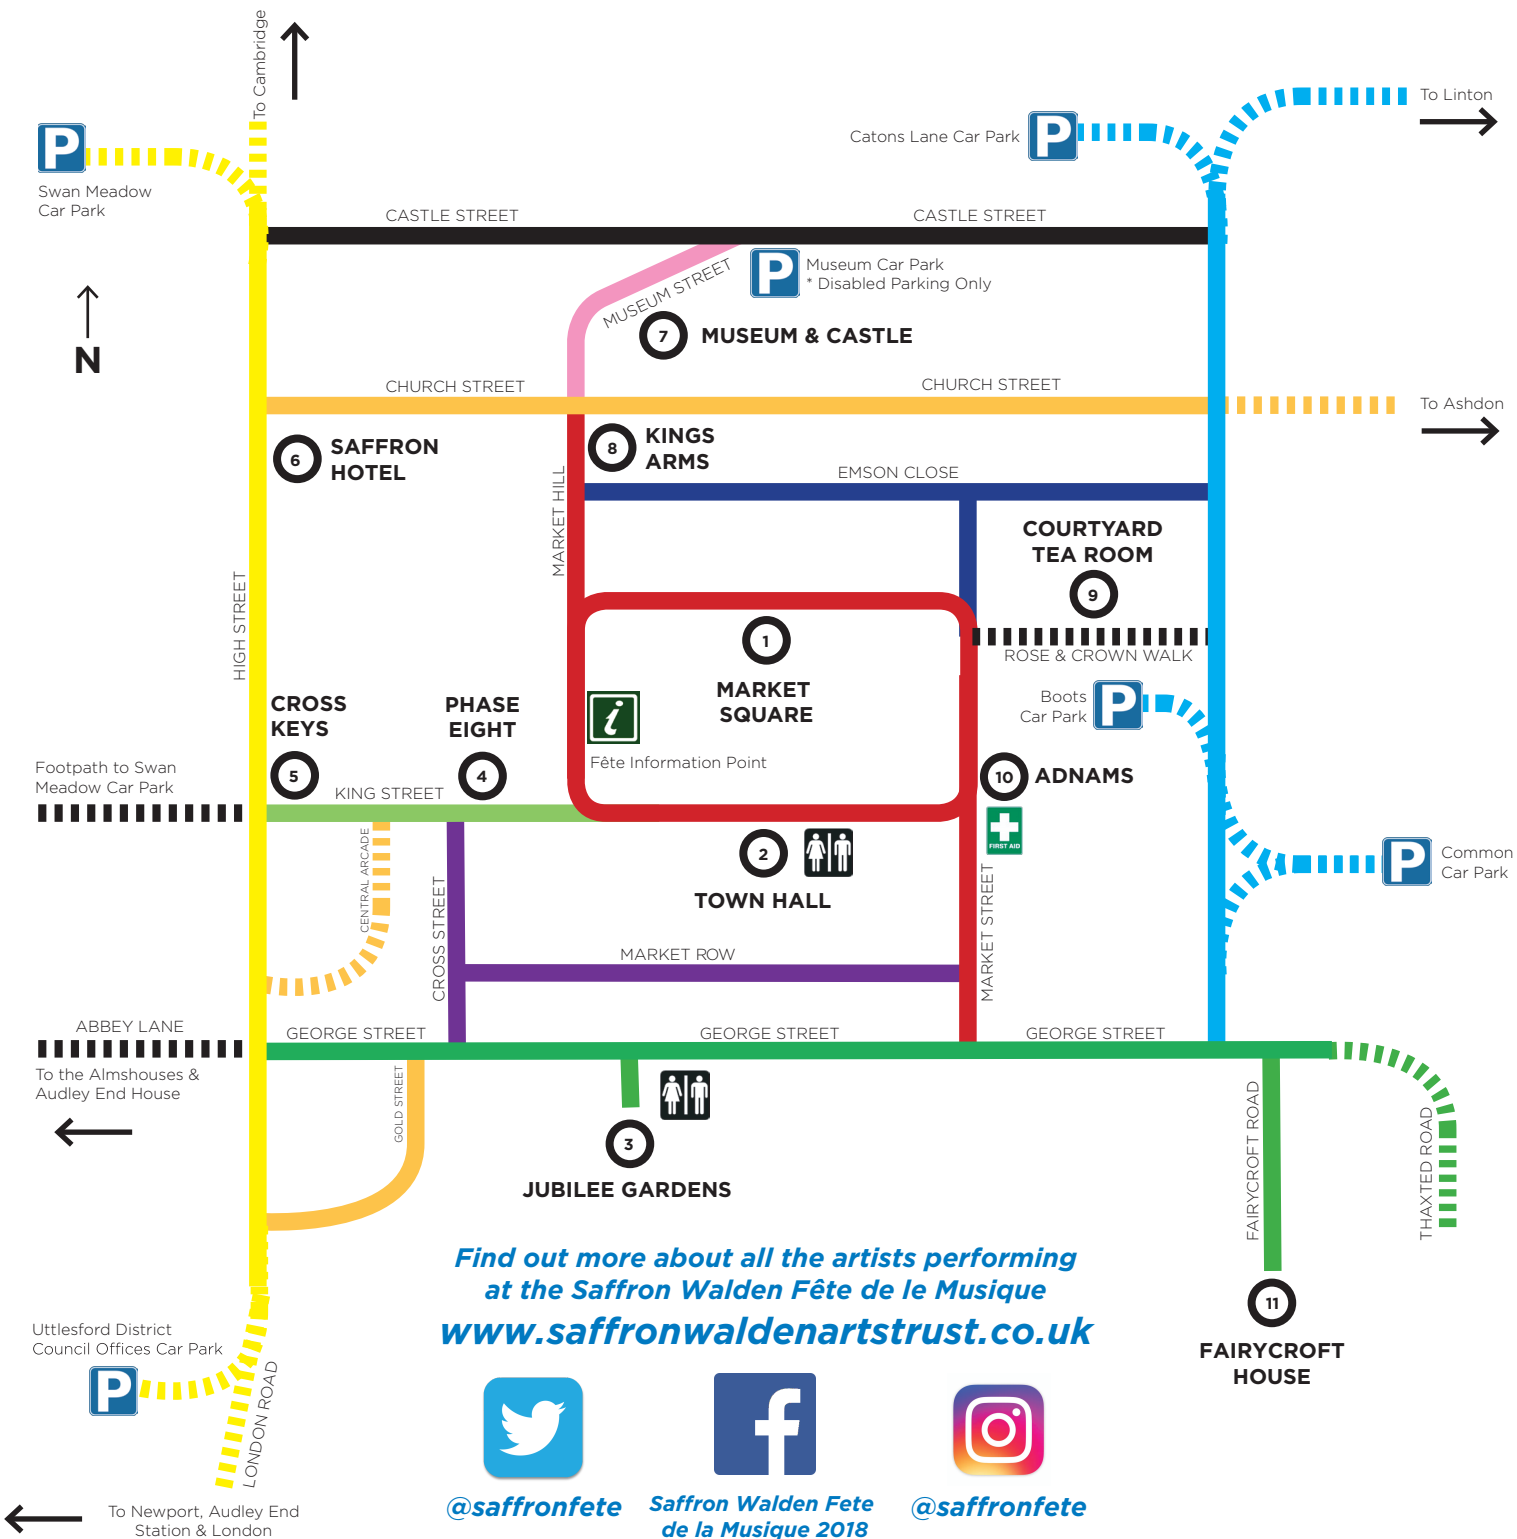 To Cambridge
P
Swan Meadow
Car Park
Catons Lane Car Park
P
To Linton
CASTLE STREET
CASTLE STREET
MUSEUM STREET
P
Museum Car Park
* Disabled Parking Only
N
7
MUSEUM & CASTLE
CHURCH STREET
CHURCH STREET
To Ashdon
6
SAFFRON
HOTEL
8
KINGS
ARMS
MARKET HILL
EMSON CLOSE
COURTYARD
TEA ROOM
9
HIGH STREET
1
MARKET
SQUARE
ROSE & CROWN WALK
Boots
Car Park
P
CROSS
KEYS
5
PHASE
EIGHT
4
i
Fête Information Point
10
ADNAMS
FIRST AID
Footpath to Swan
Meadow Car Park
KING STREET
CENTRAL ARCADE
CROSS STREET
2
TOWN HALL
MARKET STREET
P
Common
Car Park
MARKET ROW
ABBEY LANE
To the Almshouses &
Audley End House
GEORGE STREET
GEORGE STREET
GEORGE STREET
GOLD STREET
3
JUBILEE GARDENS
FAIRYCROFT ROAD
THAXTED ROAD
11
FAIRYCROFT
HOUSE
Find out more about all the artists performing
at the Saffron Walden Fête de le Musique
www.saffronwaldenartstrust.co.uk
Uttlesford District
Council Offices Car Park
P
LONDON ROAD
To Newport, Audley End
Station & London
@saffronfete
f
Saffron Walden Fete
de la Musique 2018
@saffronfete